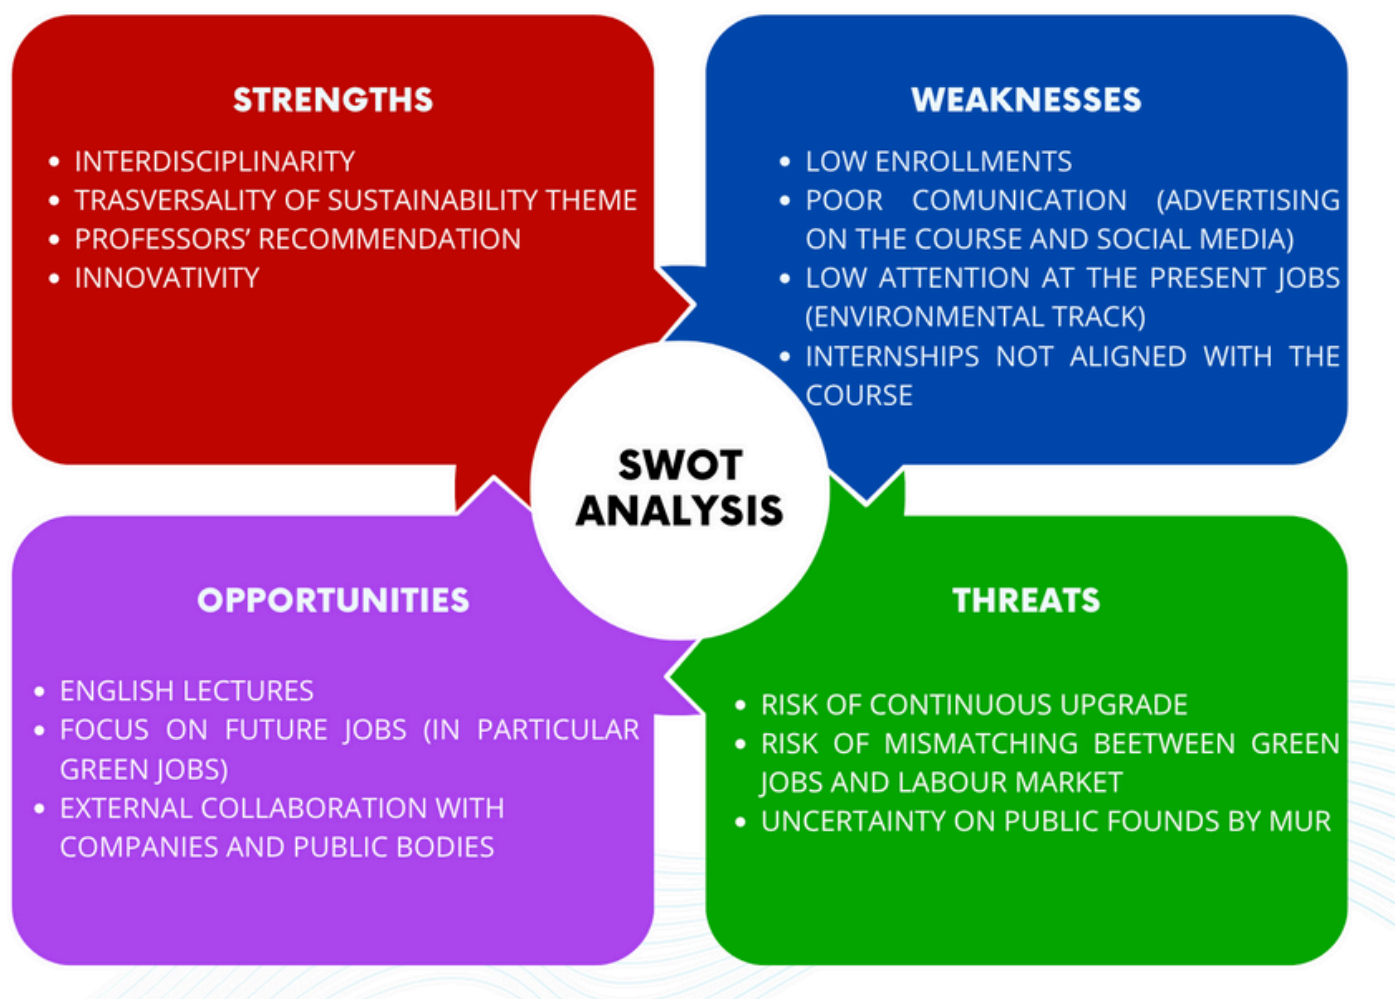 STRENGTHS
• INTERDISCIPLINARITY
• TRASVERSALITY OF SUSTAINABILITY THEME
• PROFESSORS’ RECOMMENDATION
• INNOVATIVITY
WEAKNESSES
• LOW ENROLLMENTS
• POOR COMUNICATION (ADVERTISING
ON THE COURSE AND SOCIAL MEDIA)
• LOW ATTENTION AT THE PRESENT JOBS
(ENVIRONMENTAL TRACK)
• INTERNSHIPS NOT ALIGNED WITH THE
COURSE
SWOT
ANALYSIS
OPPORTUNITIES
• ENGLISH LECTURES
• FOCUS ON FUTURE JOBS (IN PARTICULAR
GREEN JOBS)
• EXTERNAL COLLABORATION WITH
COMPANIES AND PUBLIC BODIES
THREATS
• RISK OF CONTINUOUS UPGRADE
• RISK OF MISMATCHING BEETWEEN GREEN
JOBS AND LABOUR MARKET
• UNCERTAINTY ON PUBLIC FOUNDS BY MUR